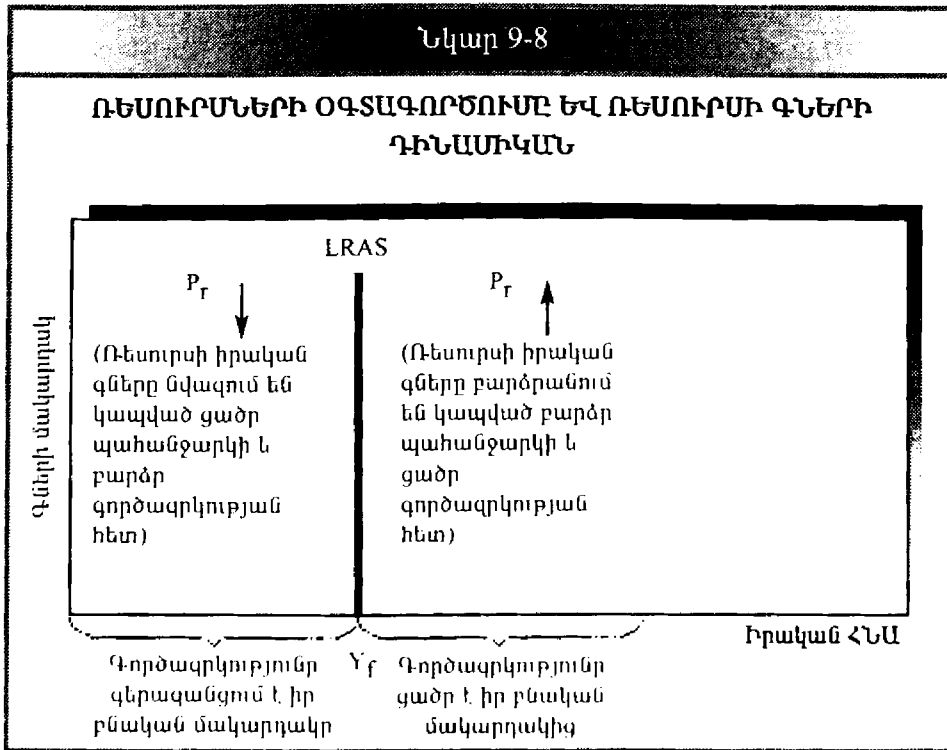 Նկար 9-8
ՌԵՍՈՒՐՄՆԵՐԻ ՕԳՏԱԳՈՐԾՈՒՄԸ ԵՎ ՌԵՍՈՒՐՍԻ ԳՆԵՐԻ
ԴԻՆԱՄԻԿԱՆ
Գների մակարդակ
LRAS
Pr
(Ռեսուրսի իրական
գները նվազում են
կապված ցածր
պահանջարկի և
բարձր
գործազրկության
հետ)
Pr
(Ռեսուրսի իրական
գները բարձրանում
են կապված բարձր
պահանջարկի և
ցածր
գործազրկության
հետ)
Իրական ՀՆԱ
Գործազրկությունը
գերազանցում է իր
բնական մակարդակը
Yf
Գործազրկությունը
ցածր է իր բնական
մակարդակից